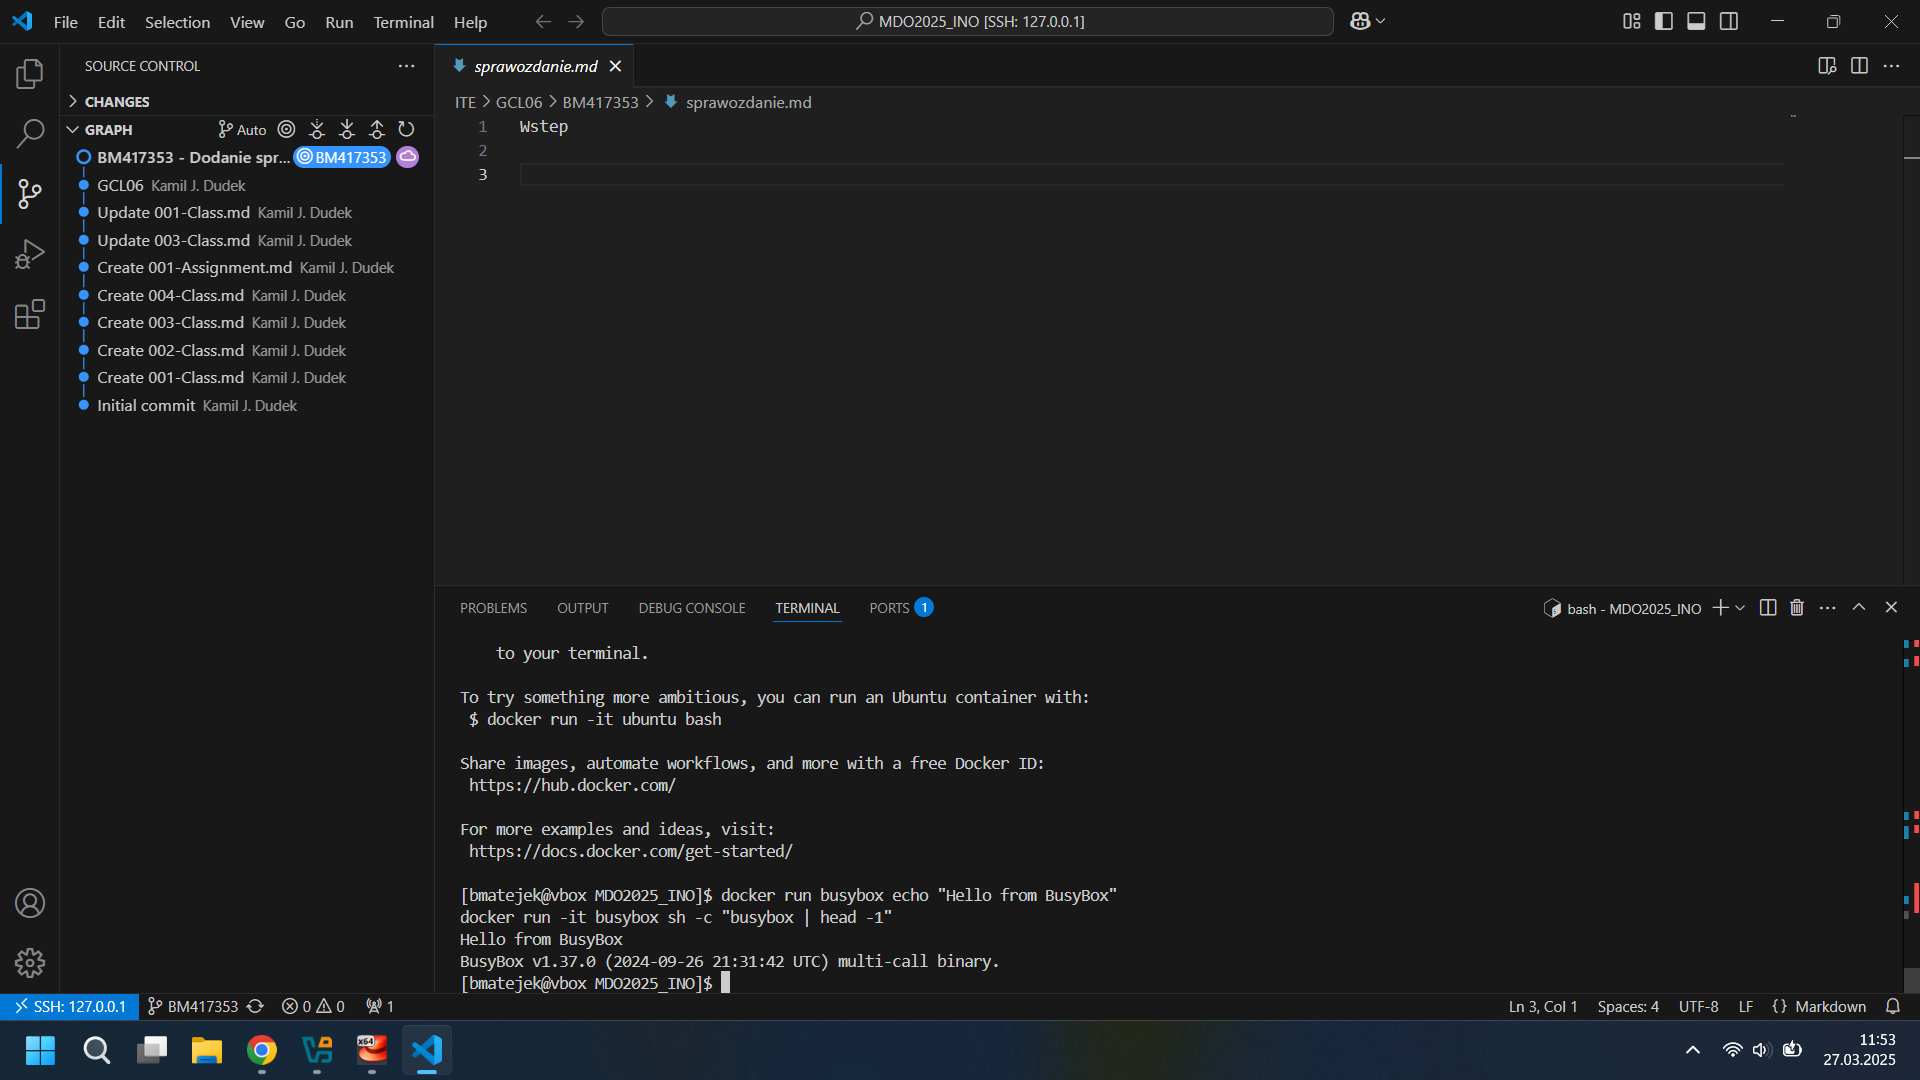 File Edit Selection View Go Run Terminal Help
MDO2025_INO [SSH: 127.0.0.1]
SOURCE CONTROL
CHANGES
GRAPH
Auto
BM417353 - Dodanie spr... BM417353
GCL06 Kamil J. Dudek
Update 001-Class.md Kamil J. Dudek
Update 003-Class.md Kamil J. Dudek
Create 001-Assignment.md Kamil J. Dudek
Create 004-Class.md Kamil J. Dudek
Create 003-Class.md Kamil J. Dudek
Create 002-Class.md Kamil J. Dudek
Create 001-Class.md Kamil J. Dudek
Initial commit Kamil J. Dudek
sprawozdanie.md
ITE > GCL06 > BM417353 > sprawozdanie.md
1 Wstep
2
3
PROBLEMS OUTPUT DEBUG CONSOLE TERMINAL PORTS 1
bash - MDO2025_INO
to your terminal.
To try something more ambitious, you can run an Ubuntu container with:
$ docker run -it ubuntu bash
Share images, automate workflows, and more with a free Docker ID:
https://hub.docker.com/
For more examples and ideas, visit:
https://docs.docker.com/get-started/
[bmatejek@vbox MDO2025_INO]$ docker run busybox echo "Hello from BusyBox"
docker run -it busybox sh -c "busybox | head -1"
Hello from BusyBox
BusyBox v1.37.0 (2024-09-26 21:31:42 UTC) multi-call binary.
[bmatejek@vbox MDO2025_INO]$
SSH: 127.0.0.1 BM417353 0 0 1
Ln 3, Col 1 Spaces: 4 UTF-8 LF {} Markdown
x64
11:53
27.03.2025